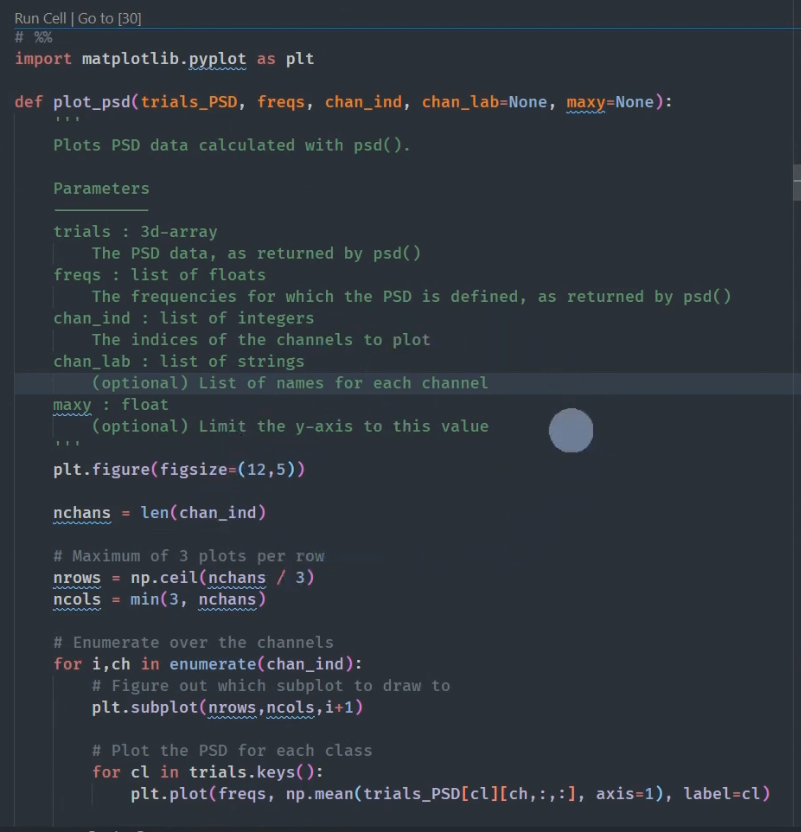 Run Cell | Go to [30]
# %%
import matplotlib.pyplot as plt
def plot_psd(trials_PSD, freqs, chan_ind, chan_lab=None, maxy=None):
    '''
    Plots PSD data calculated with psd().
    Parameters
    ----------
    trials : 3d-array
        The PSD data, as returned by psd()
    freqs : list of floats
        The frequencies for which the PSD is defined, as returned by psd()
    chan_ind : list of integers
        The indices of the channels to plot
    chan_lab : list of strings
        (optional) List of names for each channel
    maxy : float
        (optional) Limit the y-axis to this value
    '''
    plt.figure(figsize=(12,5))
    nchans = len(chan_ind)
    # Maximum of 3 plots per row
    nrows = np.ceil(nchans / 3)
    ncols = min(3, nchans)
    # Enumerate over the channels
    for i,ch in enumerate(chan_ind):
        # Figure out which subplot to draw to
        plt.subplot(nrows,ncols,i+1)
        # Plot the PSD for each class
        for cl in trials.keys():
            plt.plot(freqs, np.mean(trials_PSD[cl][ch,:,:], axis=1), label=cl)